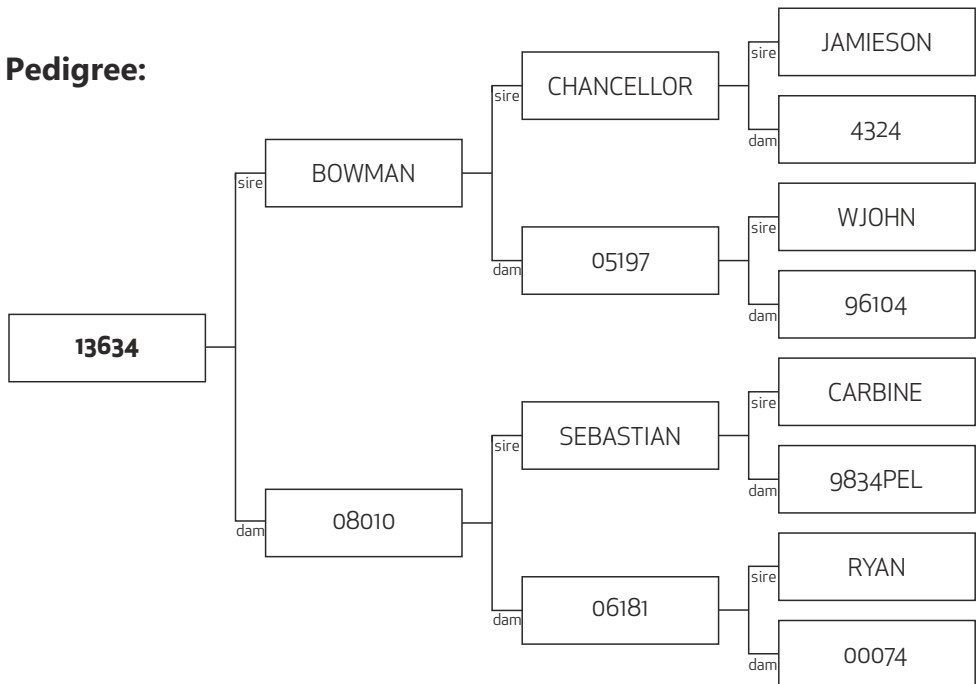 Pedigree:
13634
sire
BOWMAN
dam
08010
sire
CHANCELLOR
dam
05197
sire
SEBASTIAN
dam
06181
sire
JAMIESON
dam
4324
sire
WJOHN
dam
96104
sire
CARBINE
dam
9834PEL
sire
RYAN
dam
00074